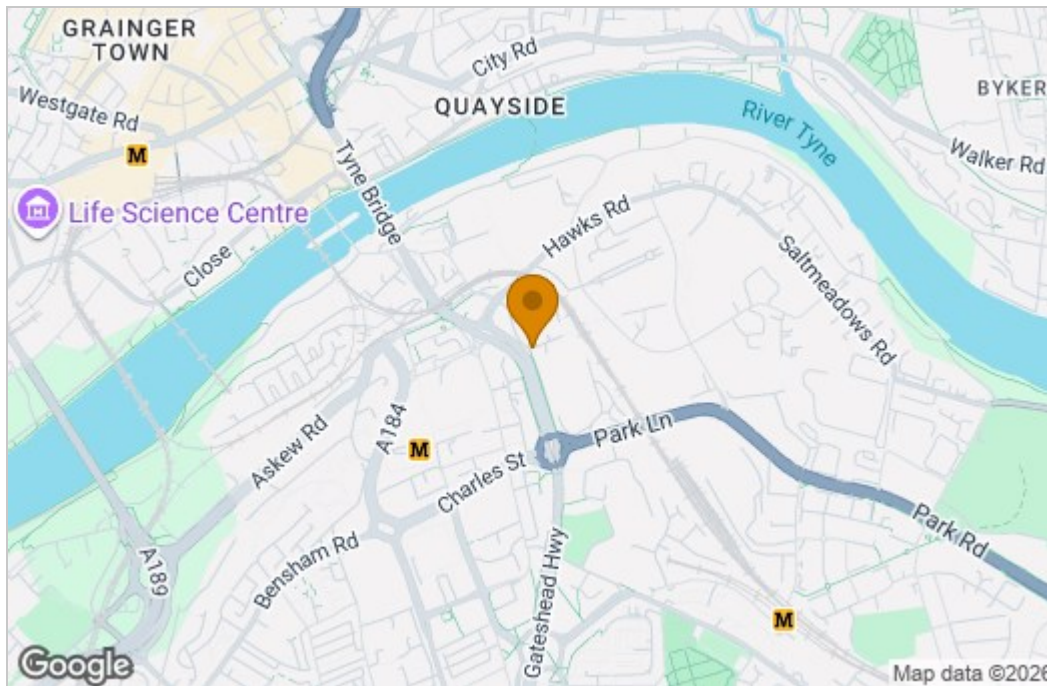 GRAINGER
TOWN
City Rd
BYKER
Westgate Rd
QUAYSIDE
River Tyne
Walker Rd
M
Tyne Bridge
Life Science Centre
Hawks Rd
Close
Saltmeadows Rd
A184
Park Ln
Askew Rd
M
Charles St
Park Rd
Bensham Rd
A189
Gateshead Hwy
M
Google
Map data ©2026